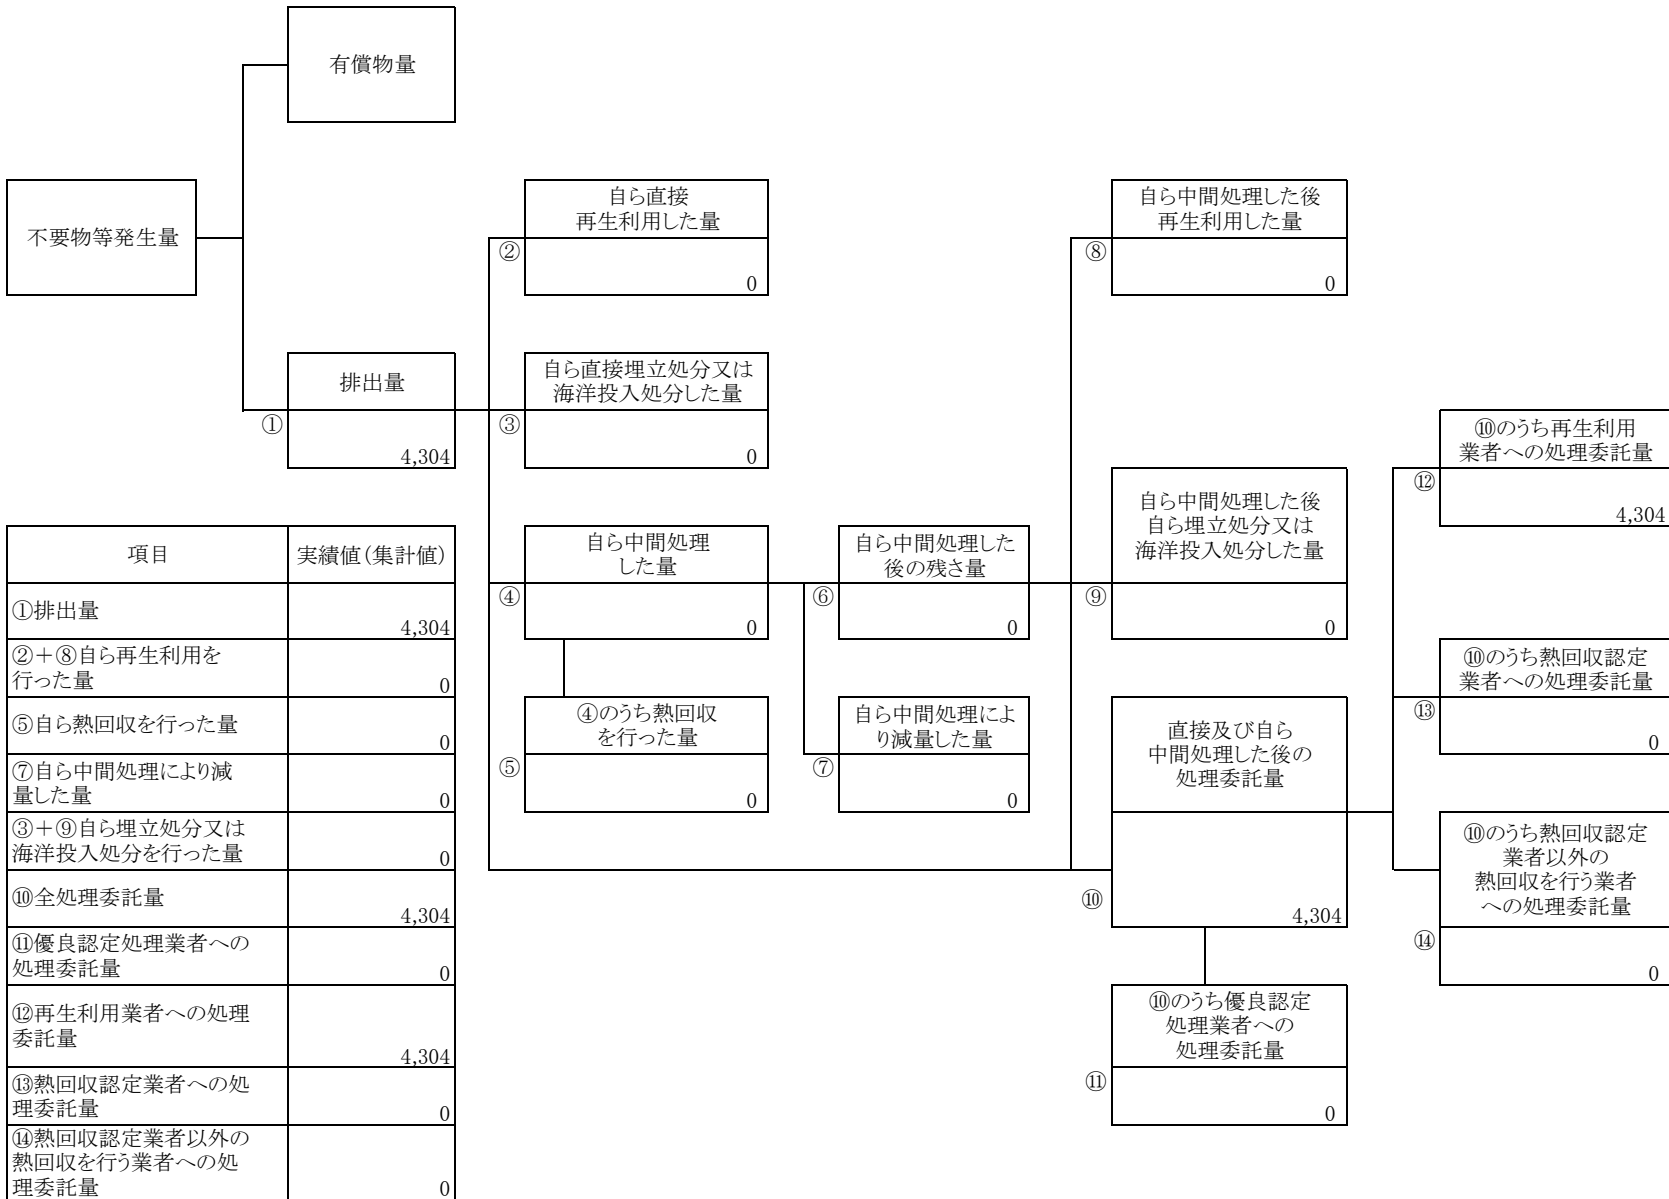 有償物量
不要物等発生量
自ら直接
再生利用した量
②
0
自ら中間処理した後
再生利用した量
⑧
0
排出量
①
4,304
自ら直接埋立処分又は
海洋投入処分した量
③
0
⑩のうち再生利用
業者への処理委託量
⑫
4,304
自ら中間処理
した量
④
0
自ら中間処理した
後の残さ量
⑥
0
自ら中間処理した後
自ら埋立処分又は
海洋投入処分した量
⑨
0
⑩のうち熱回収認定
業者への処理委託量
⑬
0
④のうち熱回収
を行った量
⑤
0
自ら中間処理によ
り減量した量
⑦
0
直接及び自ら
中間処理した後の
処理委託量
⑩
4,304
⑩のうち熱回収認定
業者以外の
熱回収を行う業者
への処理委託量
⑭
0
⑩のうち優良認定
処理業者への
処理委託量
⑪
0
項目 実績値(集計値)
①排出量
4,304
②+⑧自ら再生利用を
行った量
0
⑤自ら熱回収を行った量
0
⑦自ら中間処理により減
量した量
0
③+⑨自ら埋立処分又は
海洋投入処分を行った量
0
⑩全処理委託量
4,304
⑪優良認定処理業者への
処理委託量
0
⑫再生利用業者への処理
委託量
4,304
⑬熱回収認定業者への処
理委託量
0
⑭熱回収認定業者以外の
熱回収を行う業者への処
理委託量
0